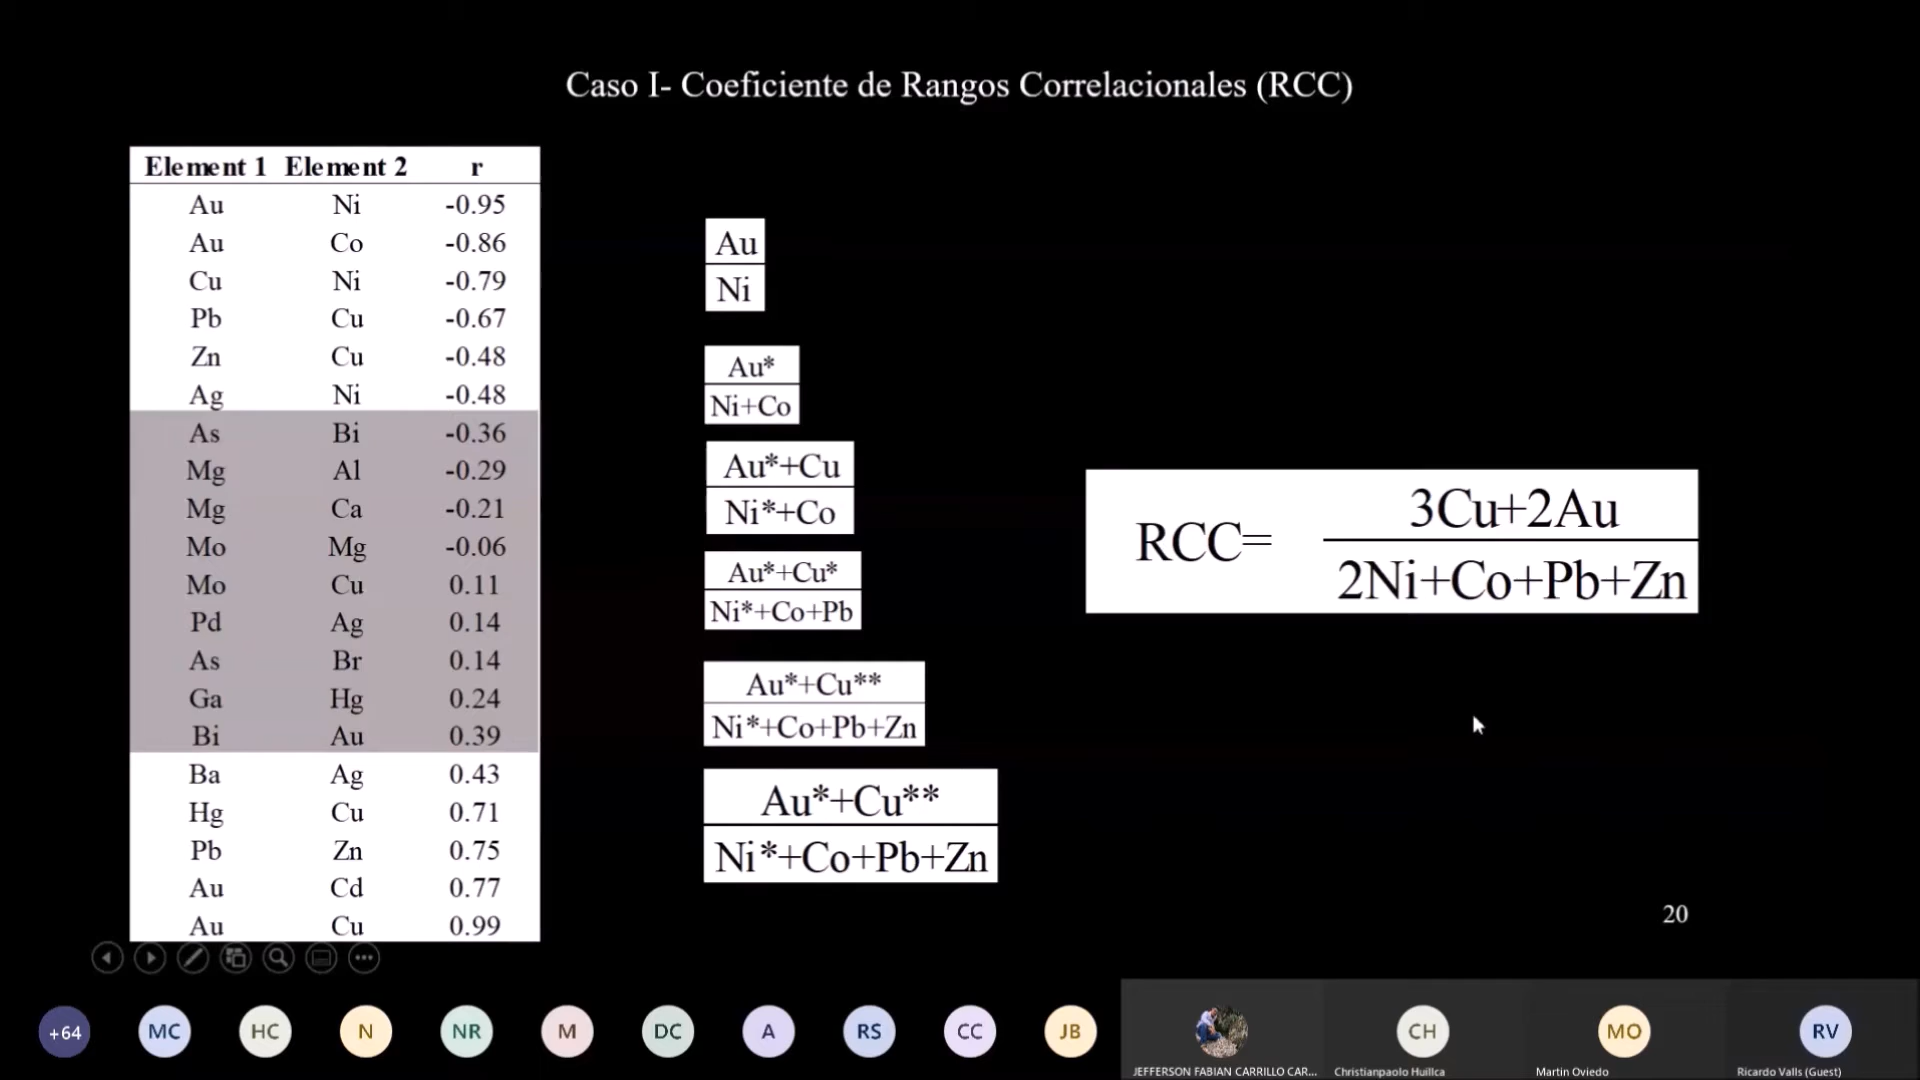 Caso I- Coeficiente de Rangos Correlacionales (RCC)
Element 1 Element 2 r
Au Ni -0.95
Au Co -0.86
Cu Ni -0.79
Pb Cu -0.67
Zn Cu -0.48
Ag Ni -0.48
As Bi -0.36
Mg Al -0.29
Mg Ca -0.21
Mo Mg -0.06
Mo Cu 0.11
Pd Ag 0.14
As Br 0.14
Ga Hg 0.24
Bi Au 0.39
Ba Ag 0.43
Hg Cu 0.71
Pb Zn 0.75
Au Cd 0.77
Au Cu 0.99
Au
Ni
Au*
Ni+Co
Au*+Cu
Ni*+Co
Au*+Cu*
Ni*+Co+Pb
Au*+Cu**
Ni*+Co+Pb+Zn
Au*+Cu**
Ni*+Co+Pb+Zn
RCC=
3Cu+2Au
2Ni+Co+Pb+Zn
20
+64
MC
HC
N
NR
M
DC
A
RS
CC
JB
CH
MO
RV
JEFFERSON FABIAN CARRILLO CAR...
Christianpaolo Huillca
Martin Oviedo
Ricardo Valls (Guest)